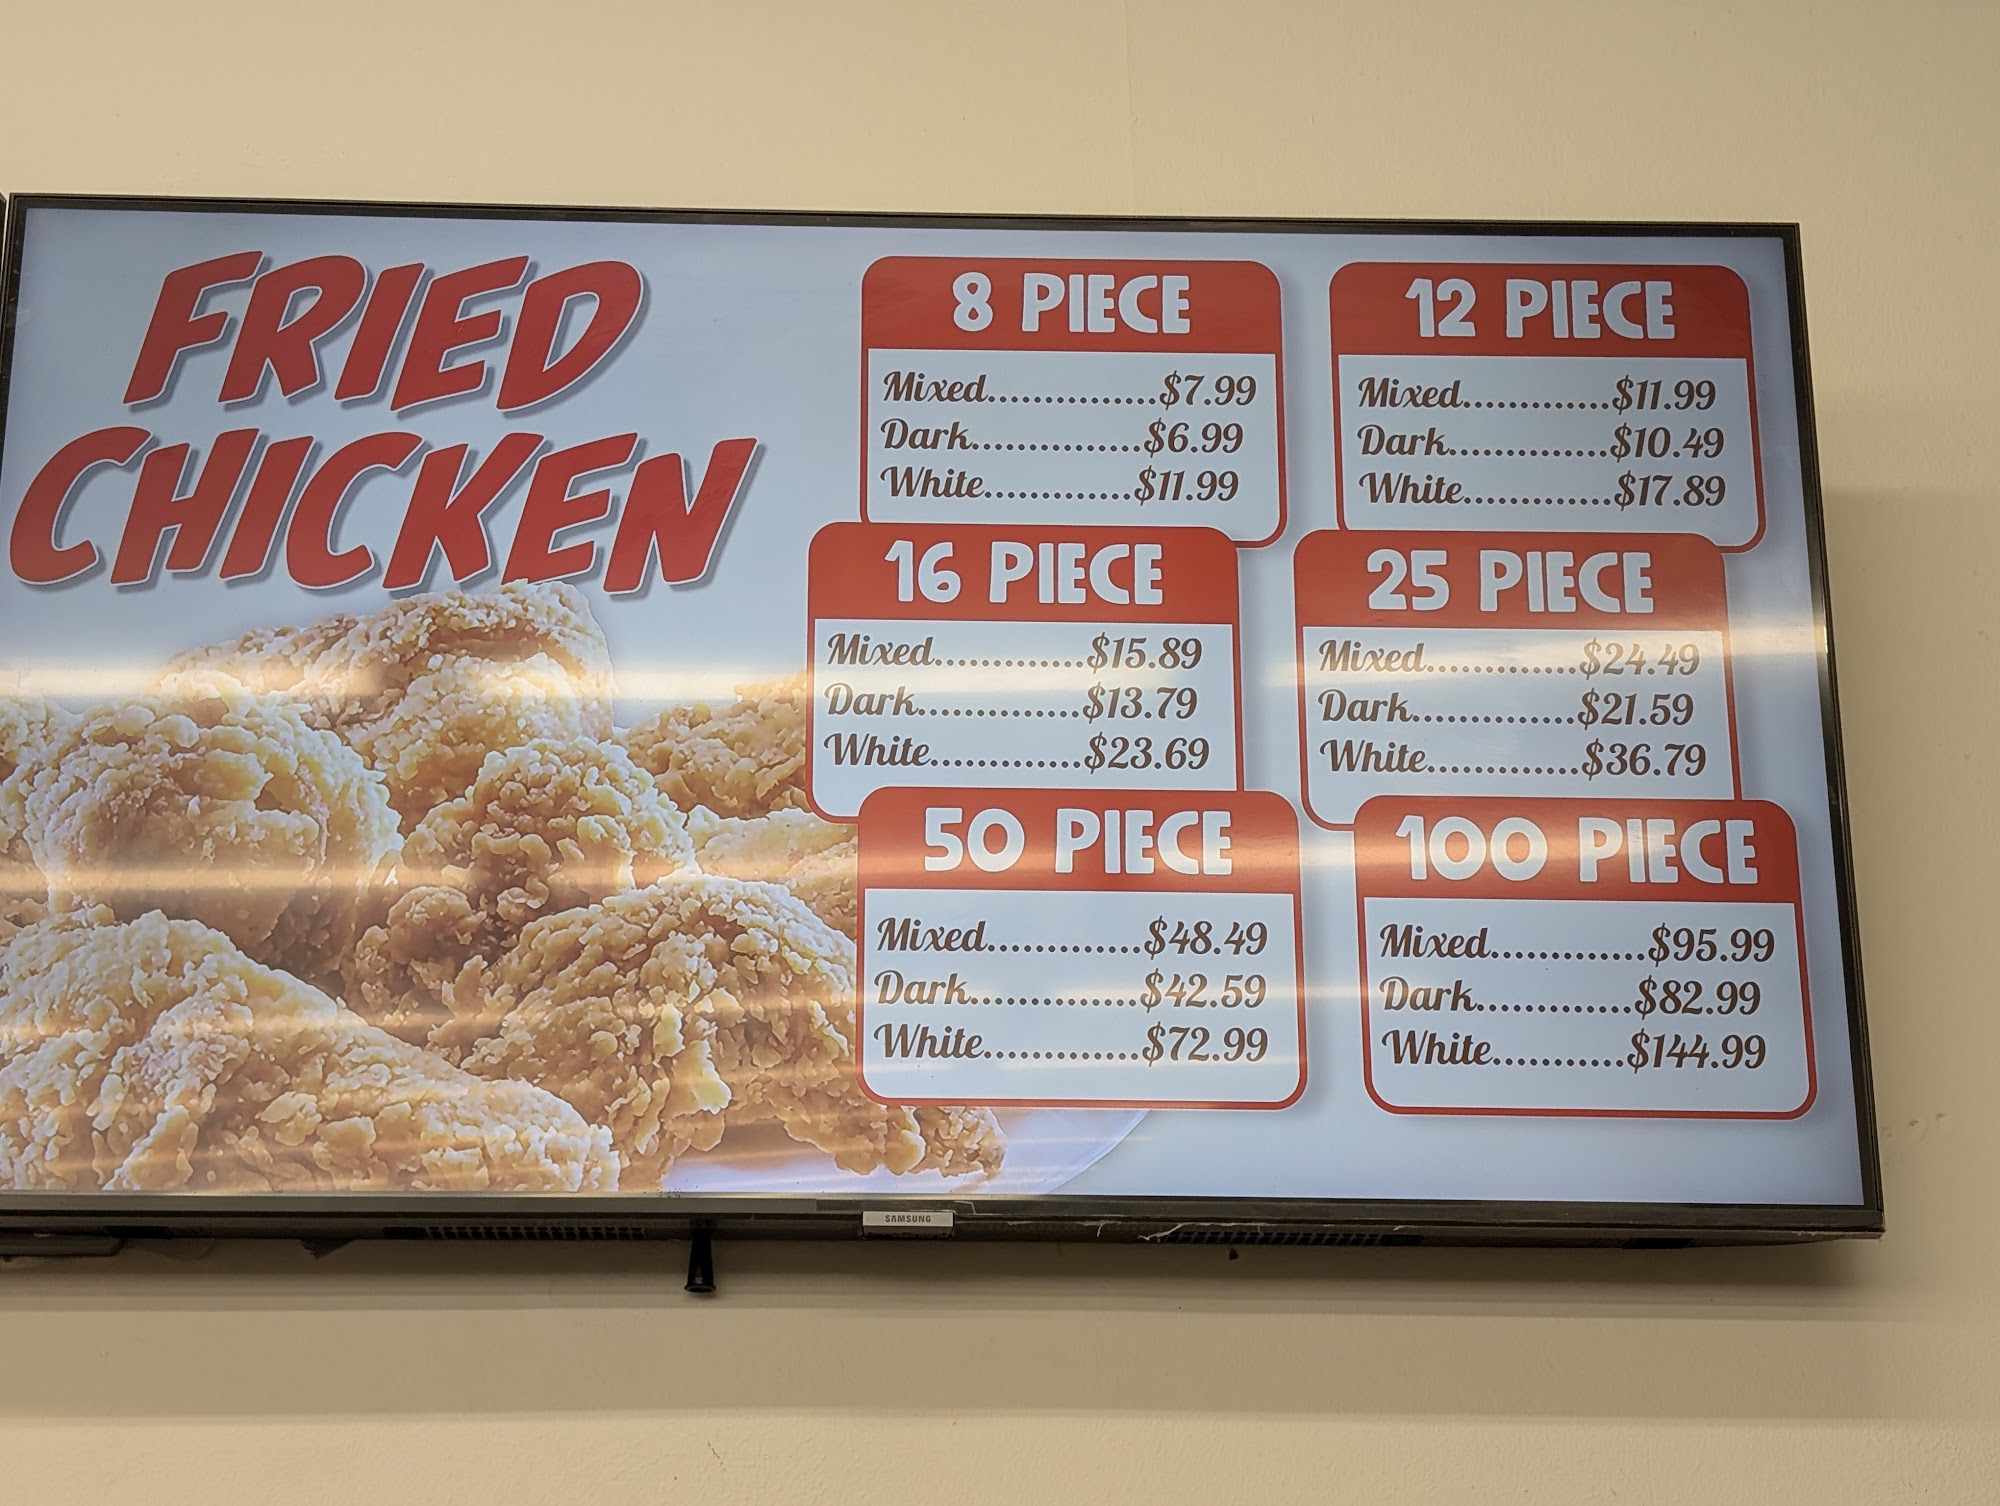 FRIED
CHICKEN
8 PIECE
Mixed...............$7.99
Dark...............$6.99
White.............$11.99
12 PIECE
Mixed.............$11.99
Dark..............$10.49
White.............$17.89
16 PIECE
Mixed.............$15.89
Dark..............$13.79
White.............$23.69
25 PIECE
Mixed.............$24.49
Dark..............$21.59
White.............$36.79
50 PIECE
Mixed.............$48.49
Dark..............$42.59
White.............$72.99
100 PIECE
Mixed.............$95.99
Dark.............$82.99
White...........$144.99
SAMSUNG